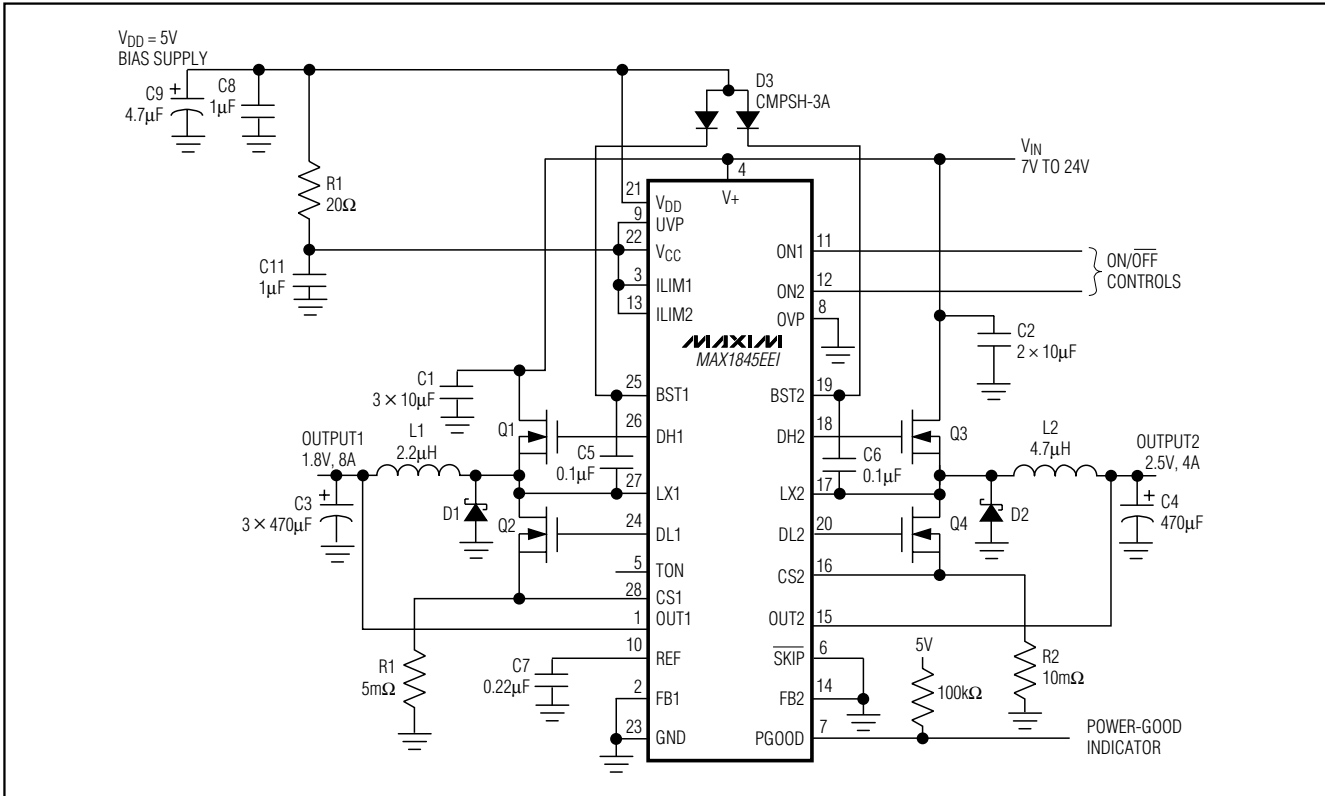 VDD = 5V
BIAS SUPPLY
C9
+
4.7µF
C8
1µF
D3
CMPSH-3A
VIN
7V TO 24V
R1
20Ω
C11
1µF
4
V+
21
VDD
9
UVP
22
VCC
3
ILIM1
13
ILIM2
ON1
11
ON2
12
ON/OFF
CONTROLS
OVP
8
C2
2 × 10µF
MAXIM
MAX1845EEI
C1
3 × 10µF
25
BST1
BST2
19
26
DH1
DH2
18
Q1
Q3
C5
0.1µF
C6
0.1µF
OUTPUT1
1.8V, 8A
L1
2.2µH
L2
4.7µH
OUTPUT2
2.5V, 4A
27
LX1
LX2
17
+
C3
3 × 470µF
D1
Q2
24
DL1
DL2
20
Q4
D2
+
C4
470µF
5
TON
CS2
16
28
CS1
1
OUT1
OUT2
15
10
REF
SKIP
6
5V
R1
5mΩ
C7
0.22µF
R2
10mΩ
100kΩ
2
FB1
FB2
14
23
GND
PGOOD
7
POWER-GOOD
INDICATOR